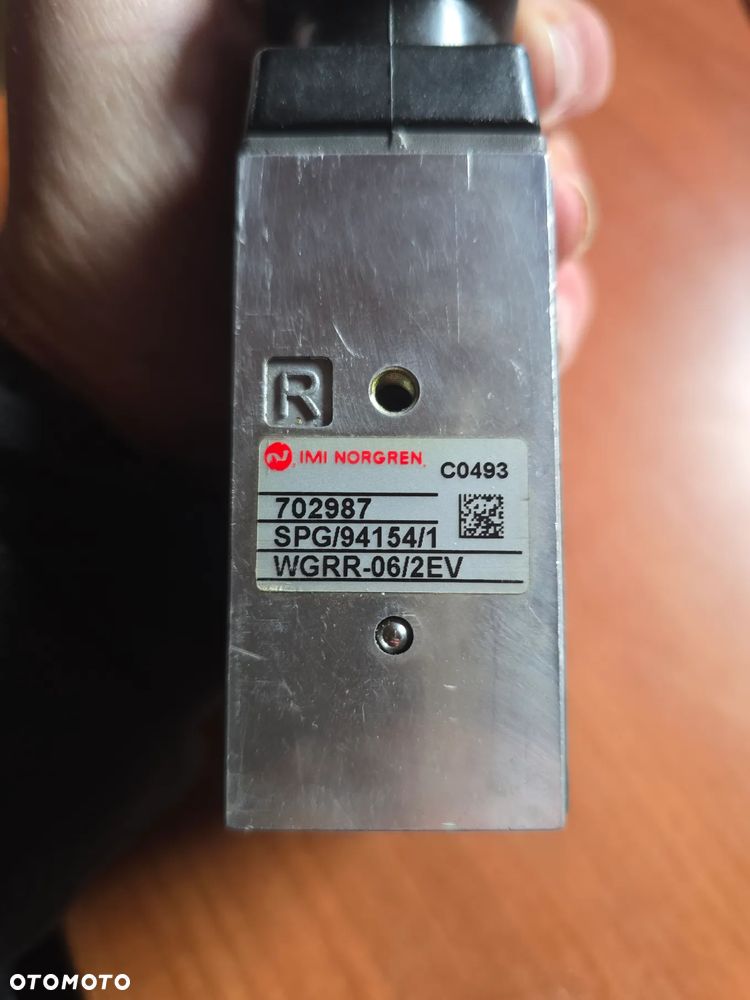 R
IMI NORGREN
C0493
702987
SPG/94154/1
WGRR-06/2EV
OTOMOTO